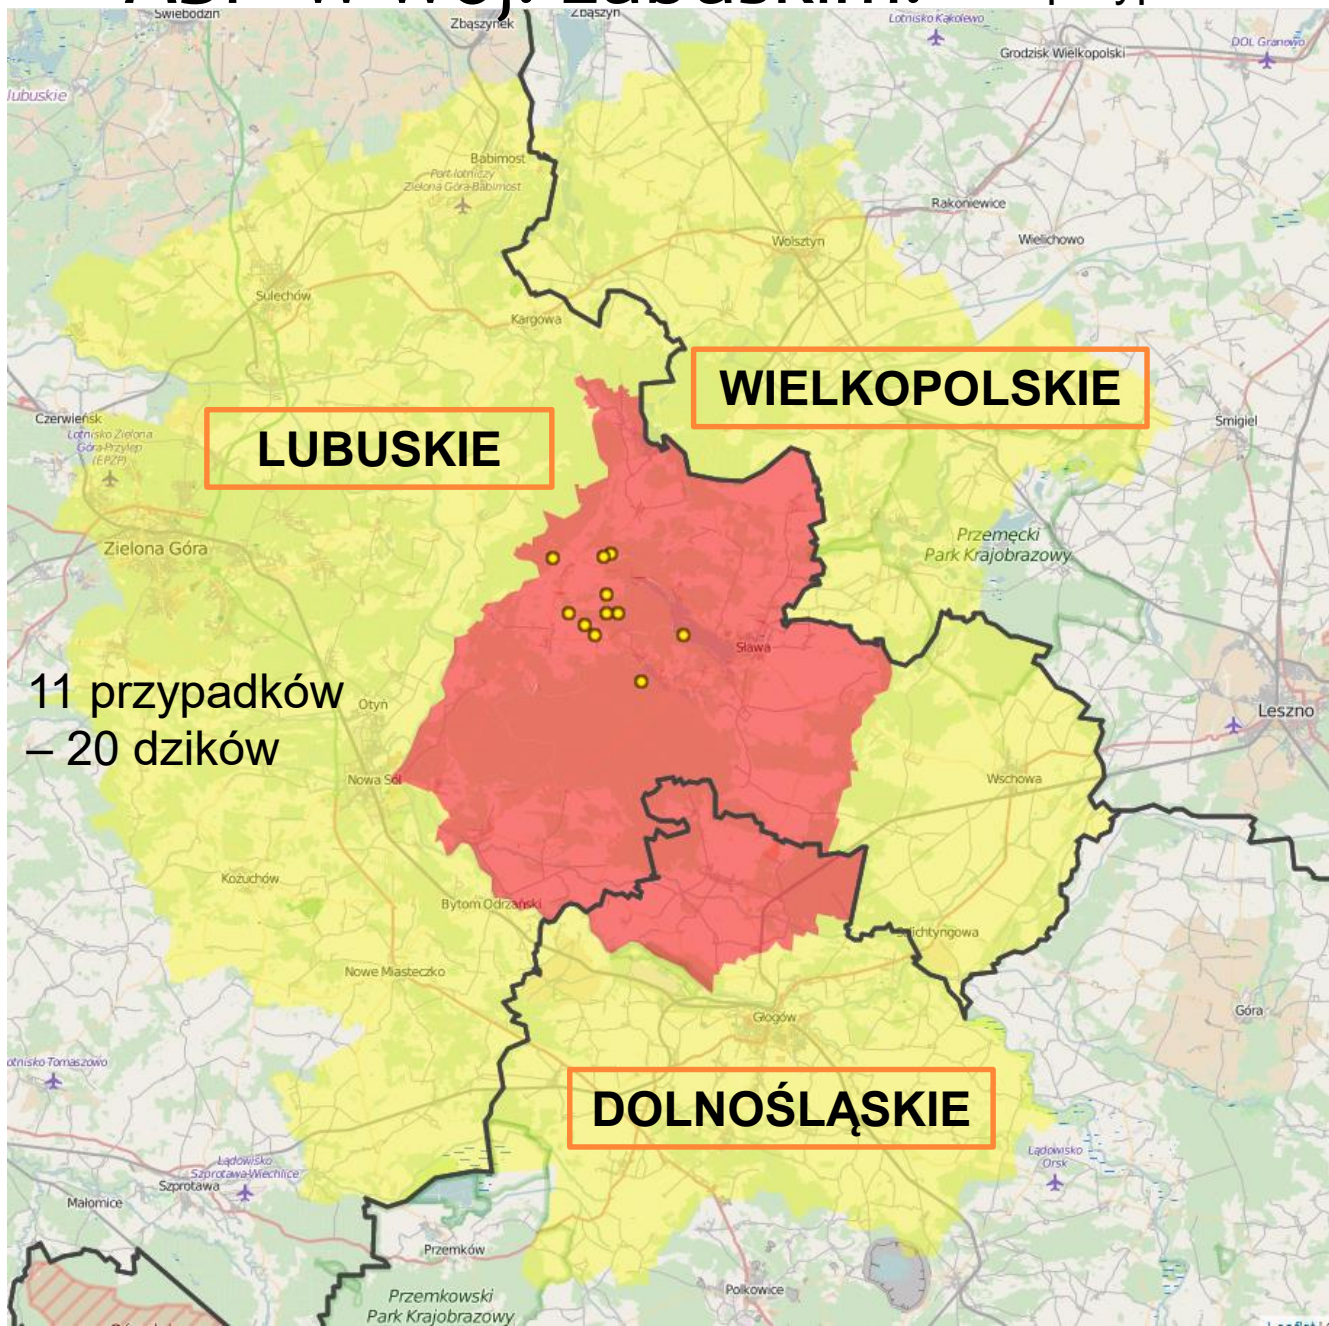 Świebodzin
Zbąszynek
Zbąszyń
Lotnisko Kąkolewo
Grodzisk Wielkopolski
DOL Granowo
lubuskie
Babimost
Port lotniczy
Zielona Góra-Babimost
Rakoniewice
Wolsztyn
Wielichowo
Sulechów
Kargowa
WIELKOPOLSKIE
Czerwieńsk
Lotnisko Zielona
Góra-Przylep
(EPZP)
LUBUSKIE
Śmigiel
Zielona Góra
Przemęcki
Park Krajobrazowy
Sława
11 przypadków
– 20 dzików
Otyń
Leszno
Nowa Sól
Wschowa
Kożuchów
Bytom Odrzański
Szlichtyngowa
Nowe Miasteczko
Głogów
Góra
otnisko Tomaszowo
DOLNOŚLĄSKIE
Lądowisko
Szprotawa-Wiechlice
Szprotawa
Lądowisko
Orsk
Małomice
Przemków
Przemkowski
Park Krajobrazowy
Polkowice